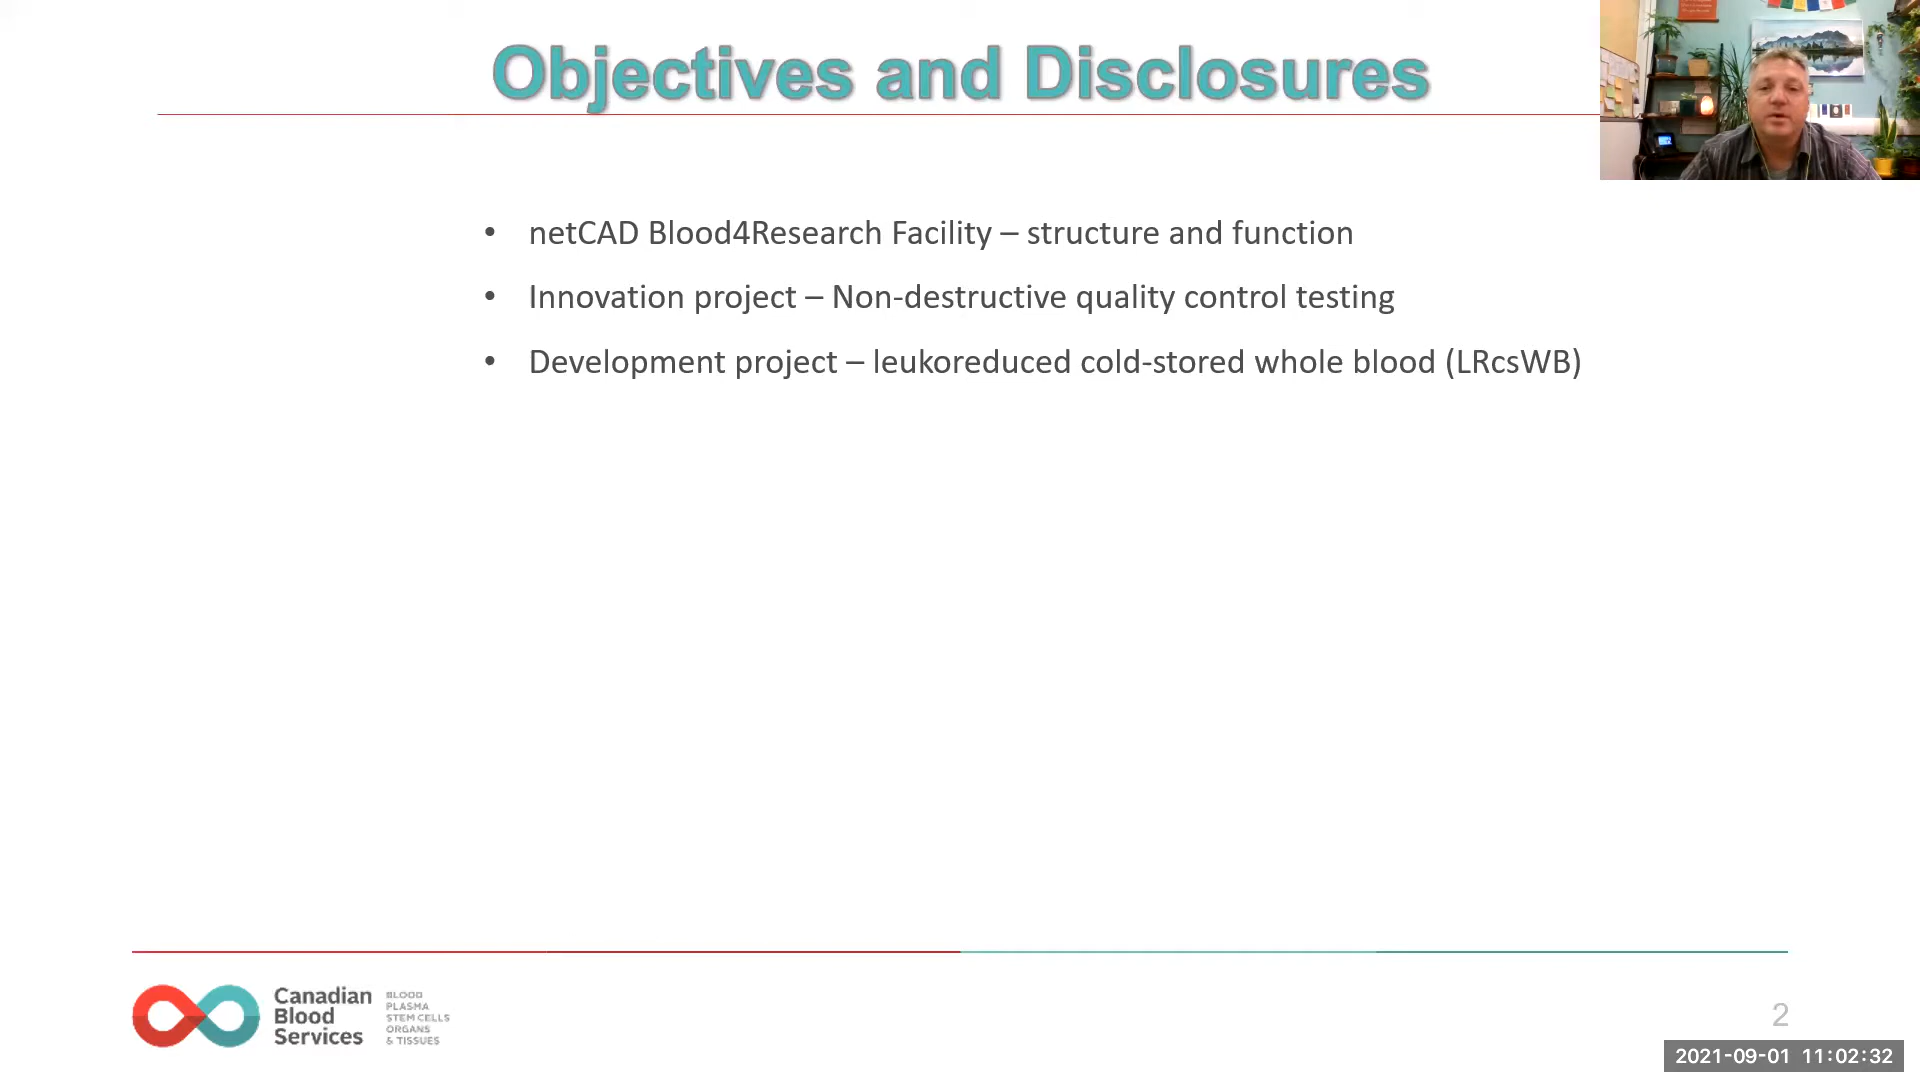 Objectives and Disclosures
• netCAD Blood4Research Facility – structure and function
• Innovation project – Non-destructive quality control testing
• Development project – leukoreduced cold-stored whole blood (LRcsWB)
Canadian
Blood
Services
BLOOD
PLASMA
STEM CELLS
ORGANS
& TISSUES
2
2021-09-01 11:02:32